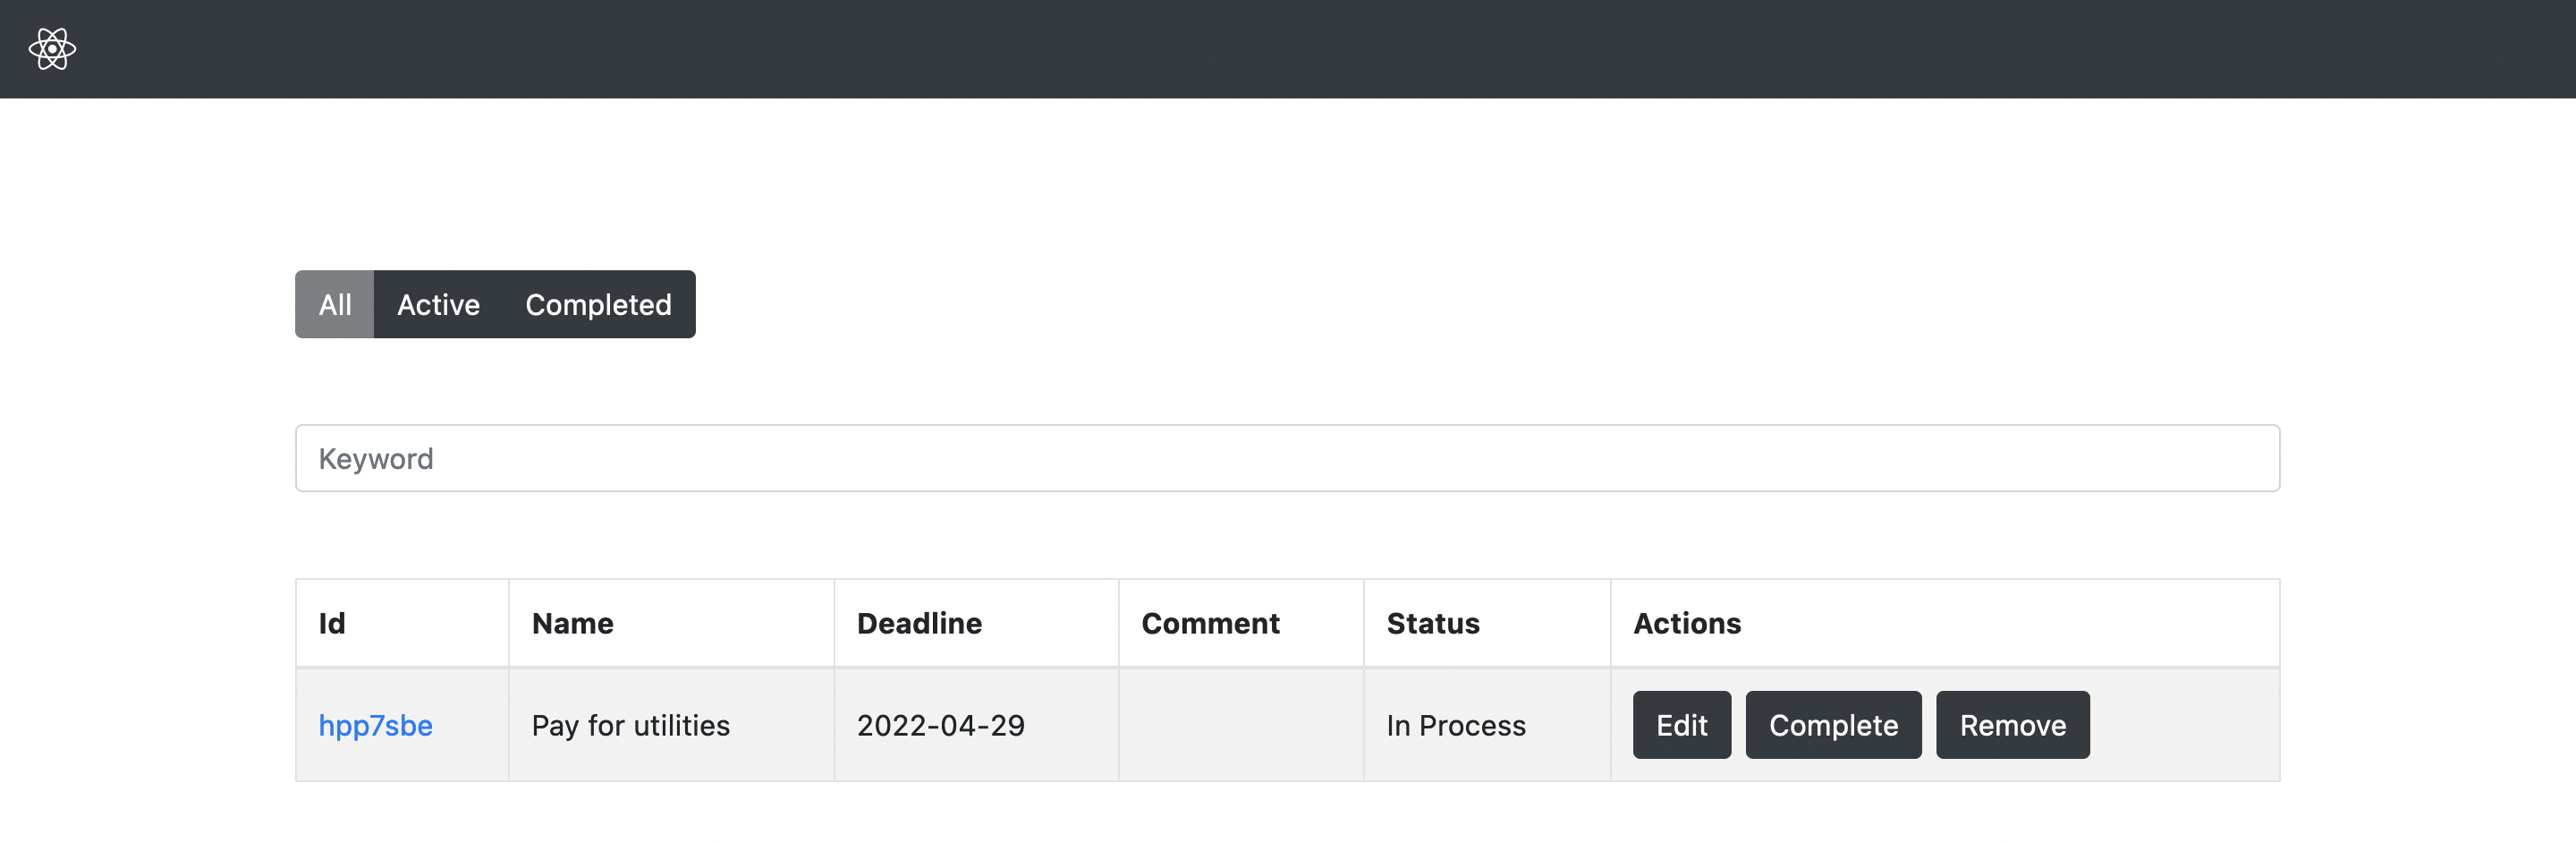 All Active Completed
Keyword
Id Name Deadline Comment Status Actions
hpp7sbe Pay for utilities 2022-04-29 In Process Edit Complete Remove